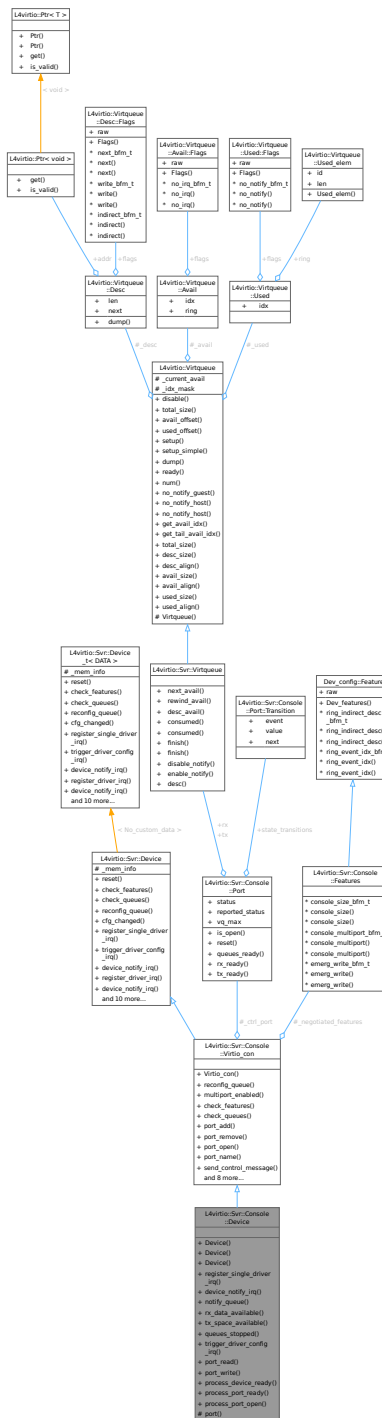 L4virtio::Ptr< T >
+ Ptr()
+ Ptr()
+ get()
+ is_valid()
< void >
L4virtio::Ptr< void >
+ get()
+ is_valid()
L4virtio::Virtqueue
::Desc::Flags
+ raw
+ Flags()
* next_bfm_t
* next()
* next()
* write_bfm_t
* write()
* write()
* indirect_bfm_t
* indirect()
* indirect()
L4virtio::Virtqueue
::Avail::Flags
+ raw
+ Flags()
* no_irq_bfm_t
* no_irq()
* no_irq()
L4virtio::Virtqueue
::Used::Flags
+ raw
+ Flags()
* no_notify_bfm_t
* no_notify()
* no_notify()
L4virtio::Virtqueue
::Used_elem
+ id
+ len
+ Used_elem()
+addr
+flags
+flags
+flags
+ring
L4virtio::Virtqueue
::Desc
+ len
+ next
+ dump()
L4virtio::Virtqueue
::Avail
+ idx
+ ring
L4virtio::Virtqueue
::Used
+ idx
#_desc
#_avail
#_used
L4virtio::Virtqueue
# _current_avail
# _idx_mask
+ disable()
+ total_size()
+ avail_offset()
+ used_offset()
+ setup()
+ setup_simple()
+ dump()
+ ready()
+ num()
+ no_notify_guest()
+ no_notify_host()
+ no_notify_host()
+ get_avail_idx()
+ get_tail_avail_idx()
+ total_size()
+ desc_size()
+ desc_align()
+ avail_size()
+ avail_align()
+ used_size()
+ used_align()
# Virtqueue()
L4virtio::Svr::Device
_t< DATA >
# _mem_info
+ reset()
+ check_features()
+ check_queues()
+ reconfig_queue()
+ cfg_changed()
+ register_single_driver
_irq()
+ trigger_driver_config
_irq()
+ device_notify_irq()
+ register_driver_irq()
+ device_notify_irq()
and 10 more...
L4virtio::Svr::Virtqueue
+ next_avail()
+ rewind_avail()
+ desc_avail()
+ consumed()
+ consumed()
+ finish()
+ finish()
+ disable_notify()
+ enable_notify()
+ desc()
L4virtio::Svr::Console
::Port::Transition
+ event
+ value
+ next
Dev_config::Feature
+ raw
+ Dev_features()
* ring_indirect_desc
_bfm_t
* ring_indirect_desc
* ring_indirect_desc
* ring_event_idx_bfm
* ring_event_idx()
* ring_event_idx()
< No_custom_data >
+rx
+tx
+state_transitions
L4virtio::Svr::Device
# _mem_info
+ reset()
+ check_features()
+ check_queues()
+ reconfig_queue()
+ cfg_changed()
+ register_single_driver
_irq()
+ trigger_driver_config
_irq()
+ device_notify_irq()
+ register_driver_irq()
+ device_notify_irq()
and 10 more...
L4virtio::Svr::Console
::Port
+ status
+ reported_status
+ vq_max
+ is_open()
+ reset()
+ queues_ready()
+ rx_ready()
+ tx_ready()
L4virtio::Svr::Console
::Features
* console_size_bfm_t
* console_size()
* console_size()
* console_multiport_bfm_
* console_multiport()
* console_multiport()
* emerg_write_bfm_t
* emerg_write()
* emerg_write()
#_ctrl_port
#_negotiated_features
L4virtio::Svr::Console
::Virtio_con
+ Virtio_con()
+ reconfig_queue()
+ multiport_enabled()
+ check_features()
+ check_queues()
+ port_add()
+ port_remove()
+ port_open()
+ port_name()
+ send_control_message()
and 8 more...
L4virtio::Svr::Console
::Device
+ Device()
+ Device()
+ Device()
+ register_single_driver
_irq()
+ device_notify_irq()
+ notify_queue()
+ rx_data_available()
+ tx_space_available()
+ queues_stopped()
+ trigger_driver_config
_irq()
+ port_read()
+ port_write()
+ process_device_ready()
+ process_port_ready()
+ process_port_open()
# port()